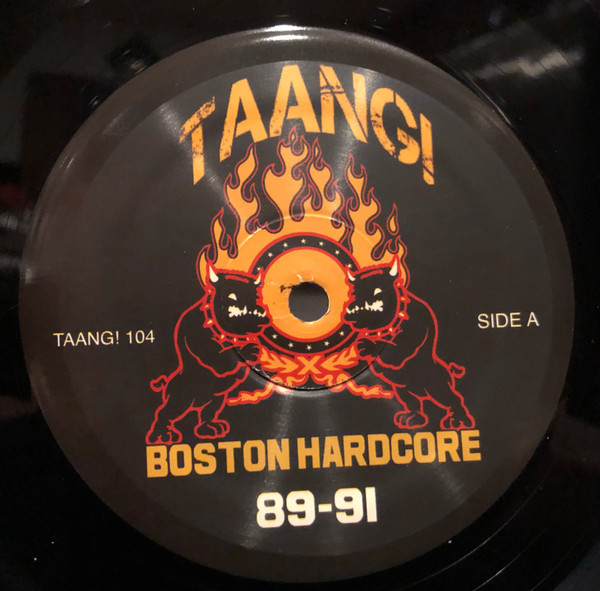 TAANG!
TAANG! 104
SIDE A
X
BOSTON HARDCORE
89-91